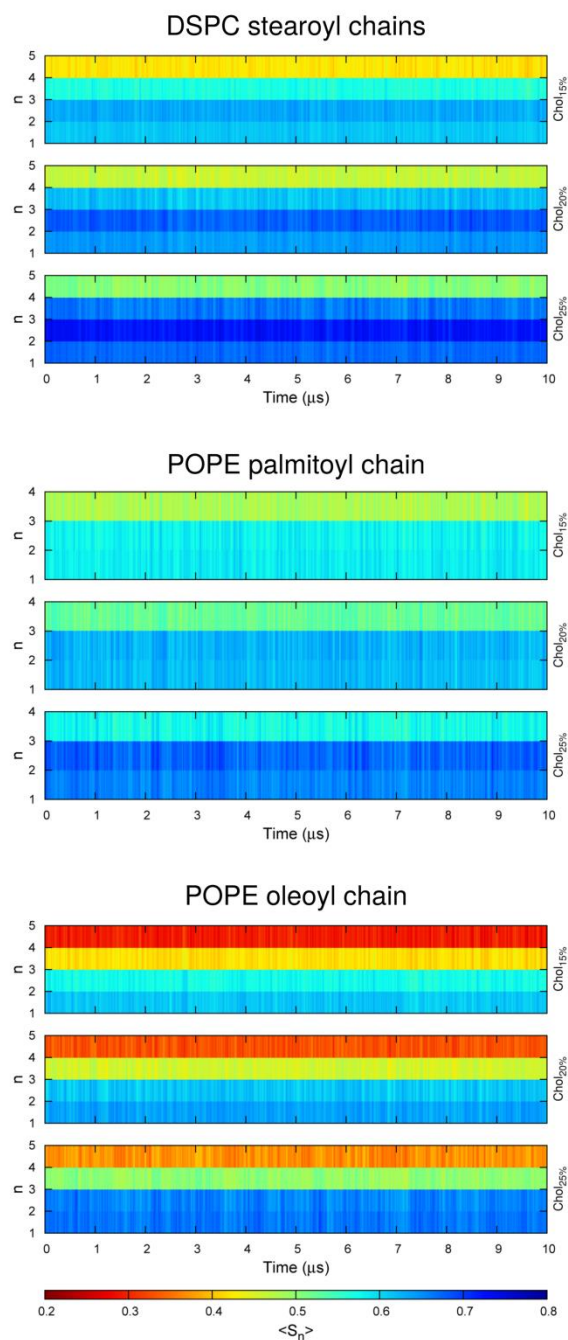 DSPC stearoyl chains
5
4
n 3
2
1
Chol15%
5
4
n 3
2
1
Chol20%
5
4
n 3
2
1
Chol25%
0 1 2 3 4 5 6 7 8 9 10
Time (μs)
POPE palmitoyl chain
4
3
n
2
1
Chol15%
4
3
n
2
1
Chol20%
4
3
n
2
1
Chol25%
0 1 2 3 4 5 6 7 8 9 10
Time (μs)
POPE oleoyl chain
5
4
n 3
2
1
Chol15%
5
4
n 3
2
1
Chol20%
5
4
n 3
2
1
Chol25%
0 1 2 3 4 5 6 7 8 9 10
Time (μs)
0.2 0.3 0.4 0.5 0.6 0.7 0.8
<Sn>